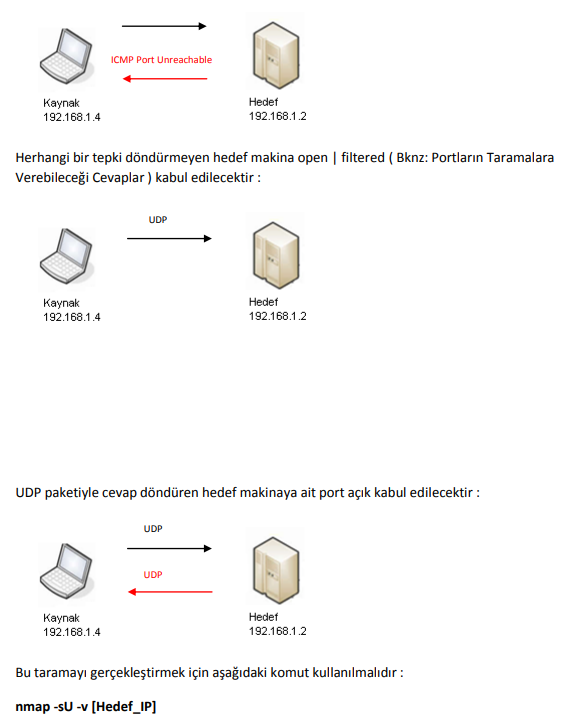 ICMP Port Unreachable
Kaynak
192.168.1.4
Hedef
192.168.1.2
Herhangi bir tepki döndürmeyen hedef makina open | filtered ( Bknz: Portların Taramalara
Verebileceği Cevaplar ) kabul edilecektir :
UDP
Kaynak
192.168.1.4
Hedef
192.168.1.2
UDP paketiyle cevap döndüren hedef makinaya ait port açık kabul edilecektir :
UDP
UDP
Kaynak
192.168.1.4
Hedef
192.168.1.2
Bu taramayı gerçekleştirmek için aşağıdaki komut kullanılmalıdır :
nmap -sU -v [Hedef_IP]